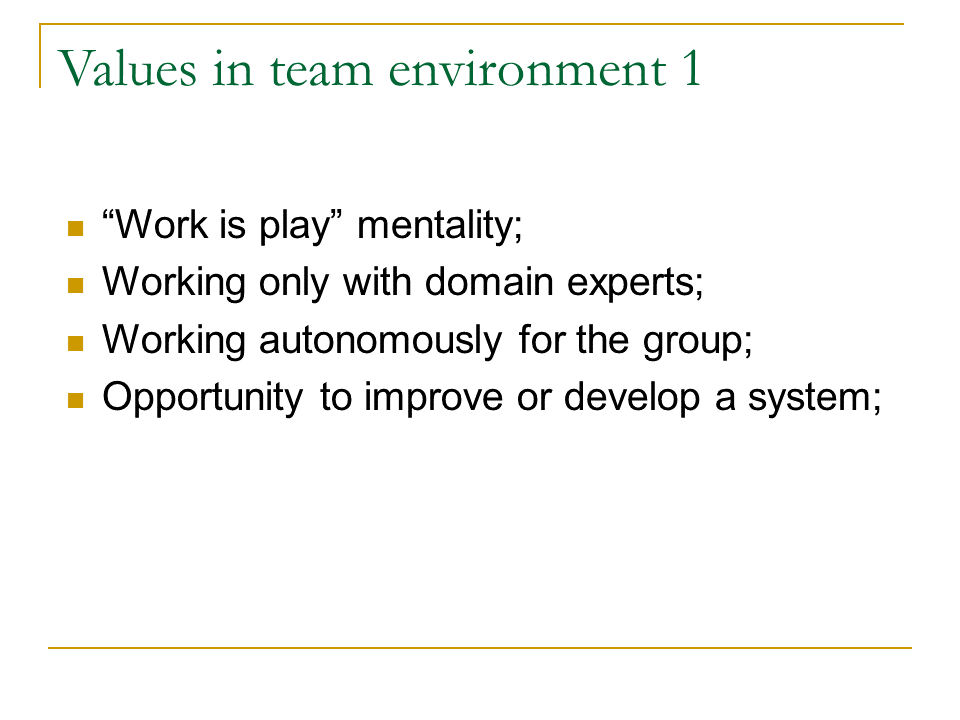 Values in team environment 1
“Work is play” mentality;
Working only with domain experts;
Working autonomously for the group;
Opportunity to improve or develop a system;